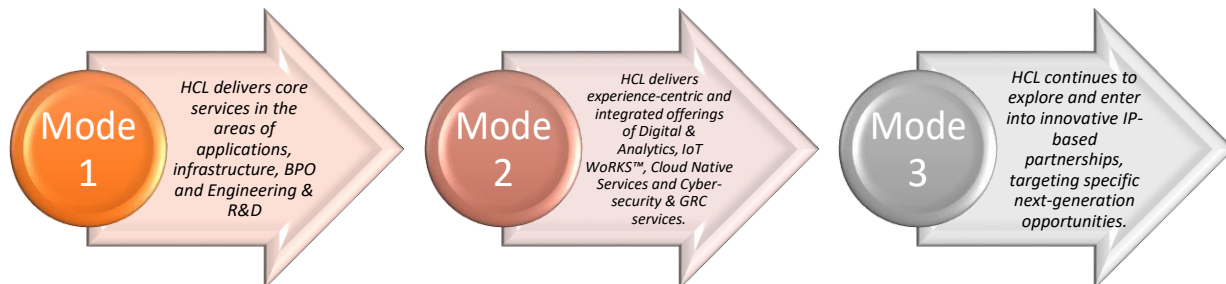 Mode
1
HCL delivers core
services in the
areas of
applications,
infrastructure, BPO
and Engineering &
R&D
Mode
2
HCL delivers
experience-centric and
integrated offerings
of Digital &
Analytics, IoT
WoRKS™, Cloud Native
Services and Cyber-
security & GRC
services.
Mode
3
HCL continues to
explore and enter
into innovative IP-
based
partnerships,
targeting specific
next-generation
opportunities.